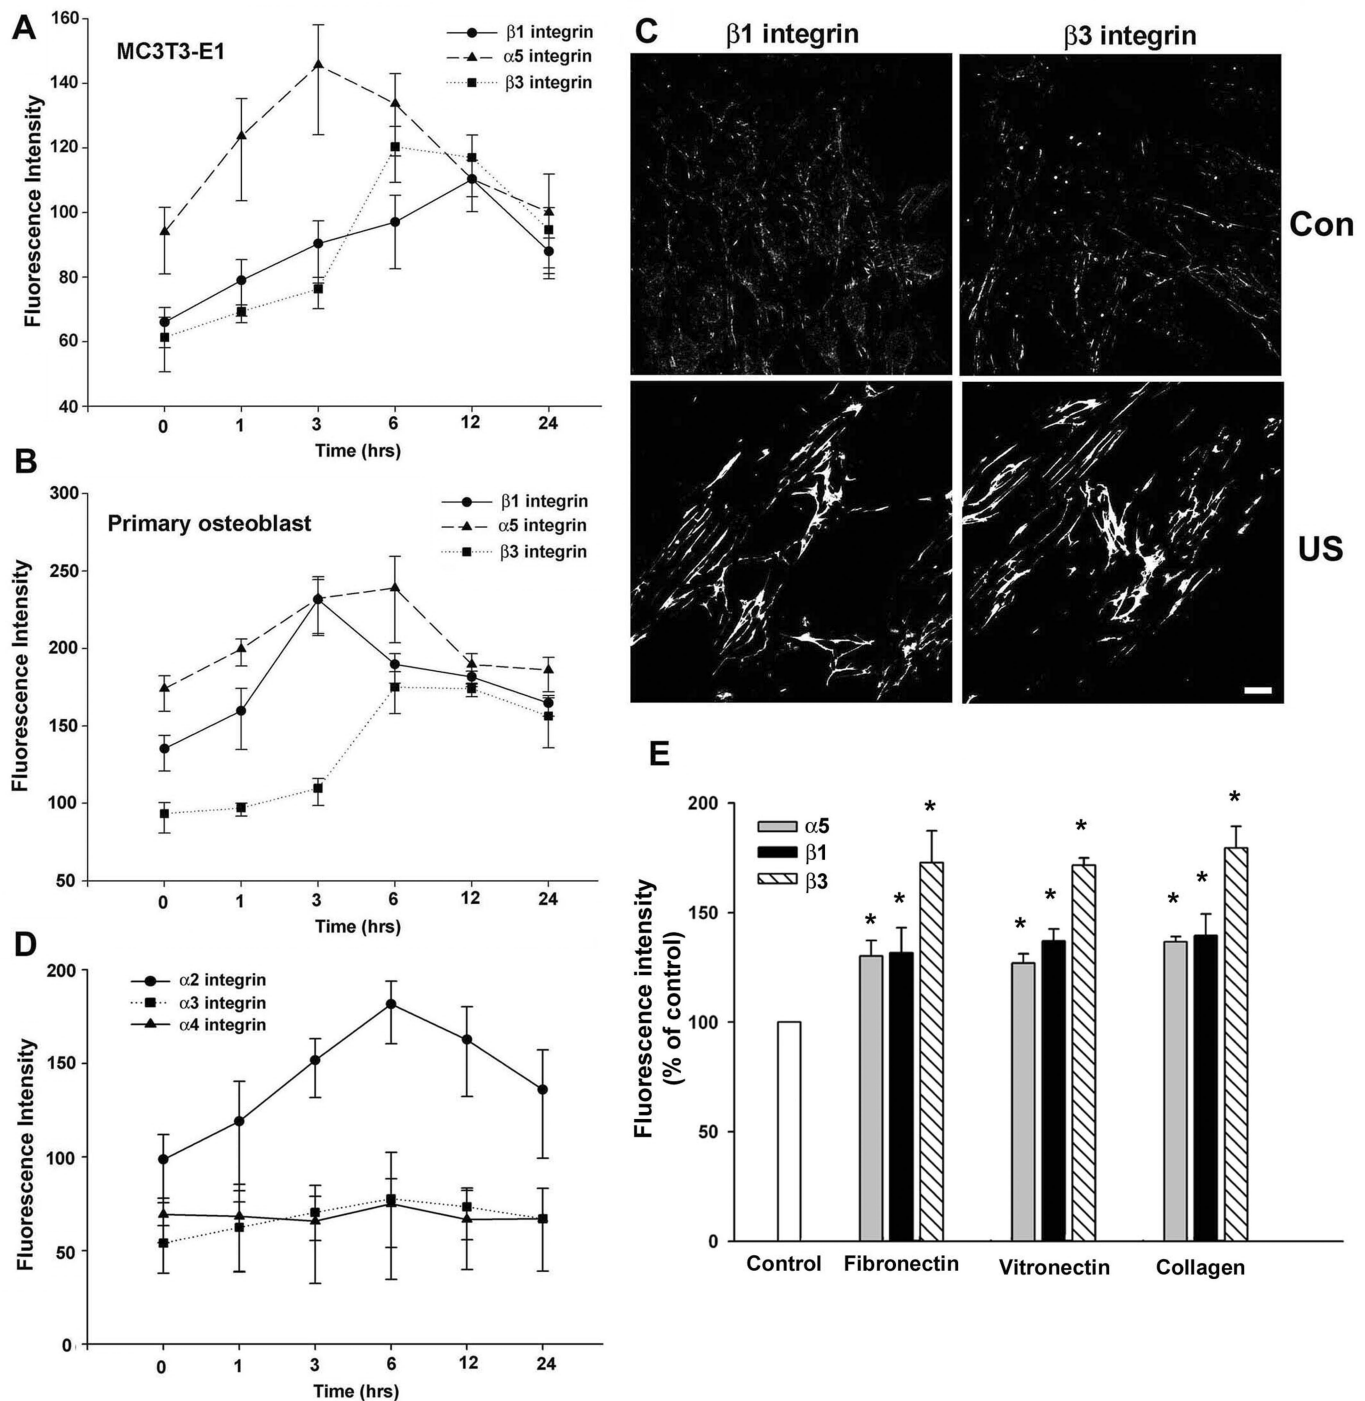 A
MC3T3-E1
β1 integrin
α5 integrin
β3 integrin
160
140
120
100
80
60
40
Fluorescence Intensity
0 1 3 6 12 24
Time (hrs)
B
Primary osteoblast
β1 integrin
α5 integrin
β3 integrin
300
250
200
150
100
50
Fluorescence Intensity
0 1 3 6 12 24
Time (hrs)
D
α2 integrin
α3 integrin
α4 integrin
200
150
100
50
0
Fluorescence Intensity
0 1 3 6 12 24
Time (hrs)
C
β1 integrin β3 integrin
Con
US
E
α5
β1
β3
200
150
100
50
0
Fluorescence intensity
(% of control)
* * * * * * * * *
Control Fibronectin Vitronectin Collagen